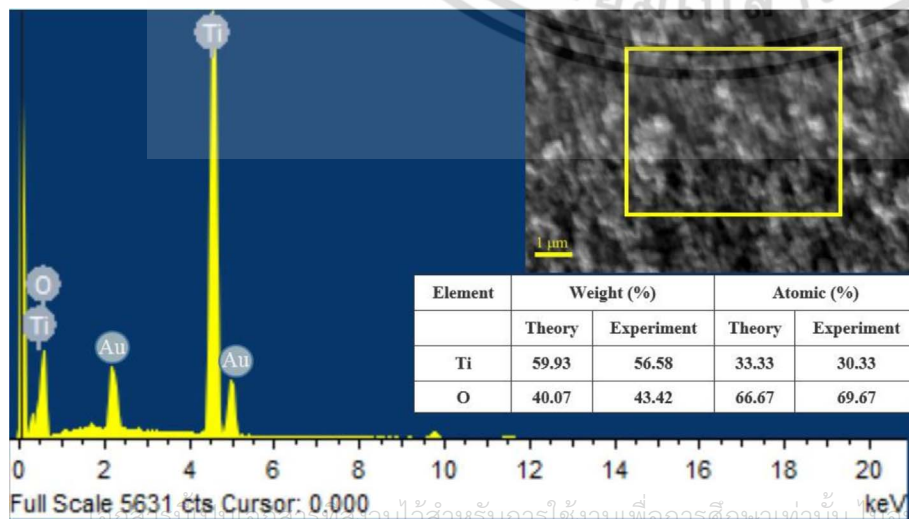 Ti
O
Ti
Au
Au
1 μm
Element Weight (%) Atomic (%)
Theory Experiment Theory Experiment
Ti 59.93 56.58 33.33 30.33
O 40.07 43.42 66.67 69.67
0 2 4 6 8 10 12 14 16 18 20
Full Scale 5631 cts Cursor: 0.000 keV